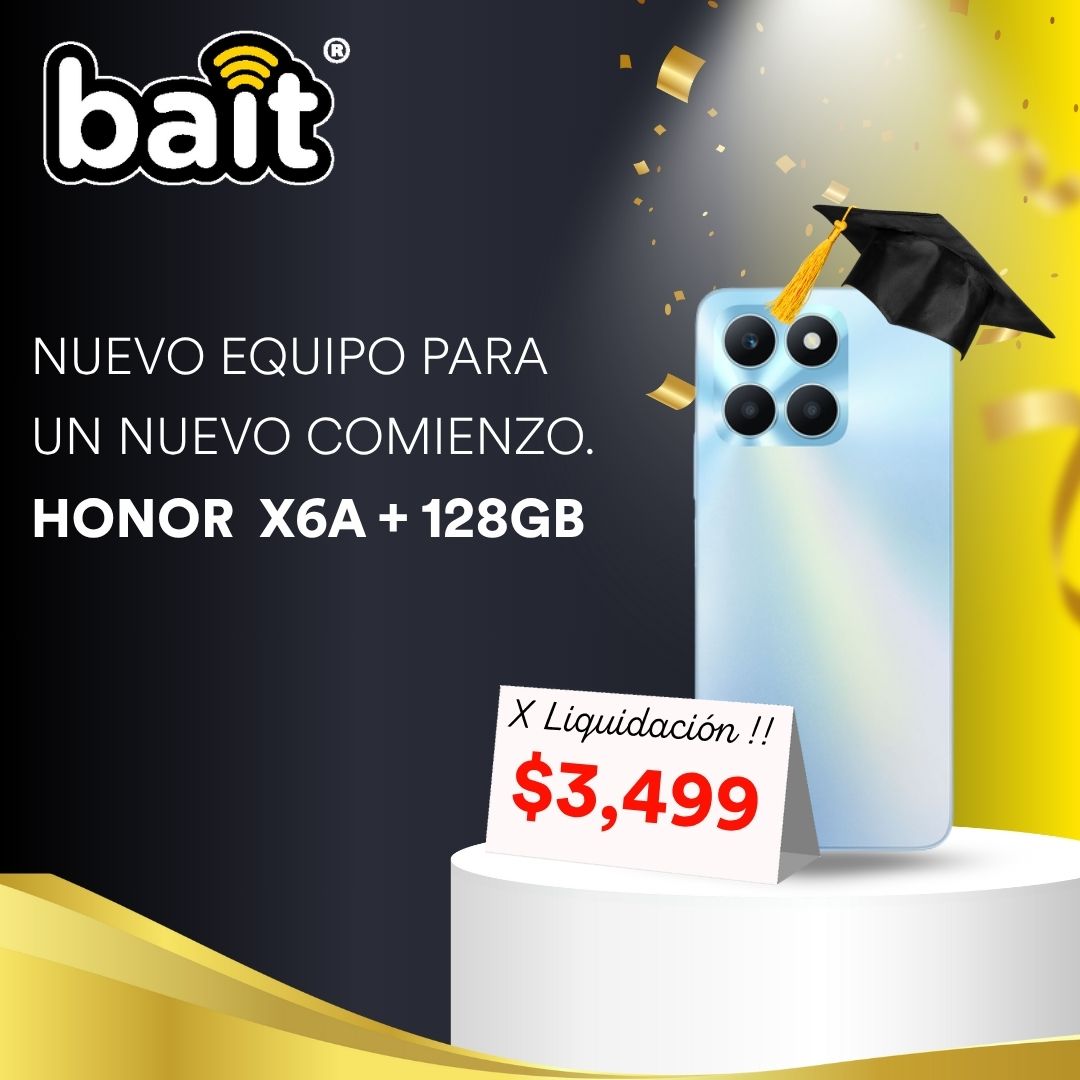 bait®
NUEVO EQUIPO PARA
UN NUEVO COMIENZO.
HONOR X6A + 128GB
X Liquidación !!
$3,499